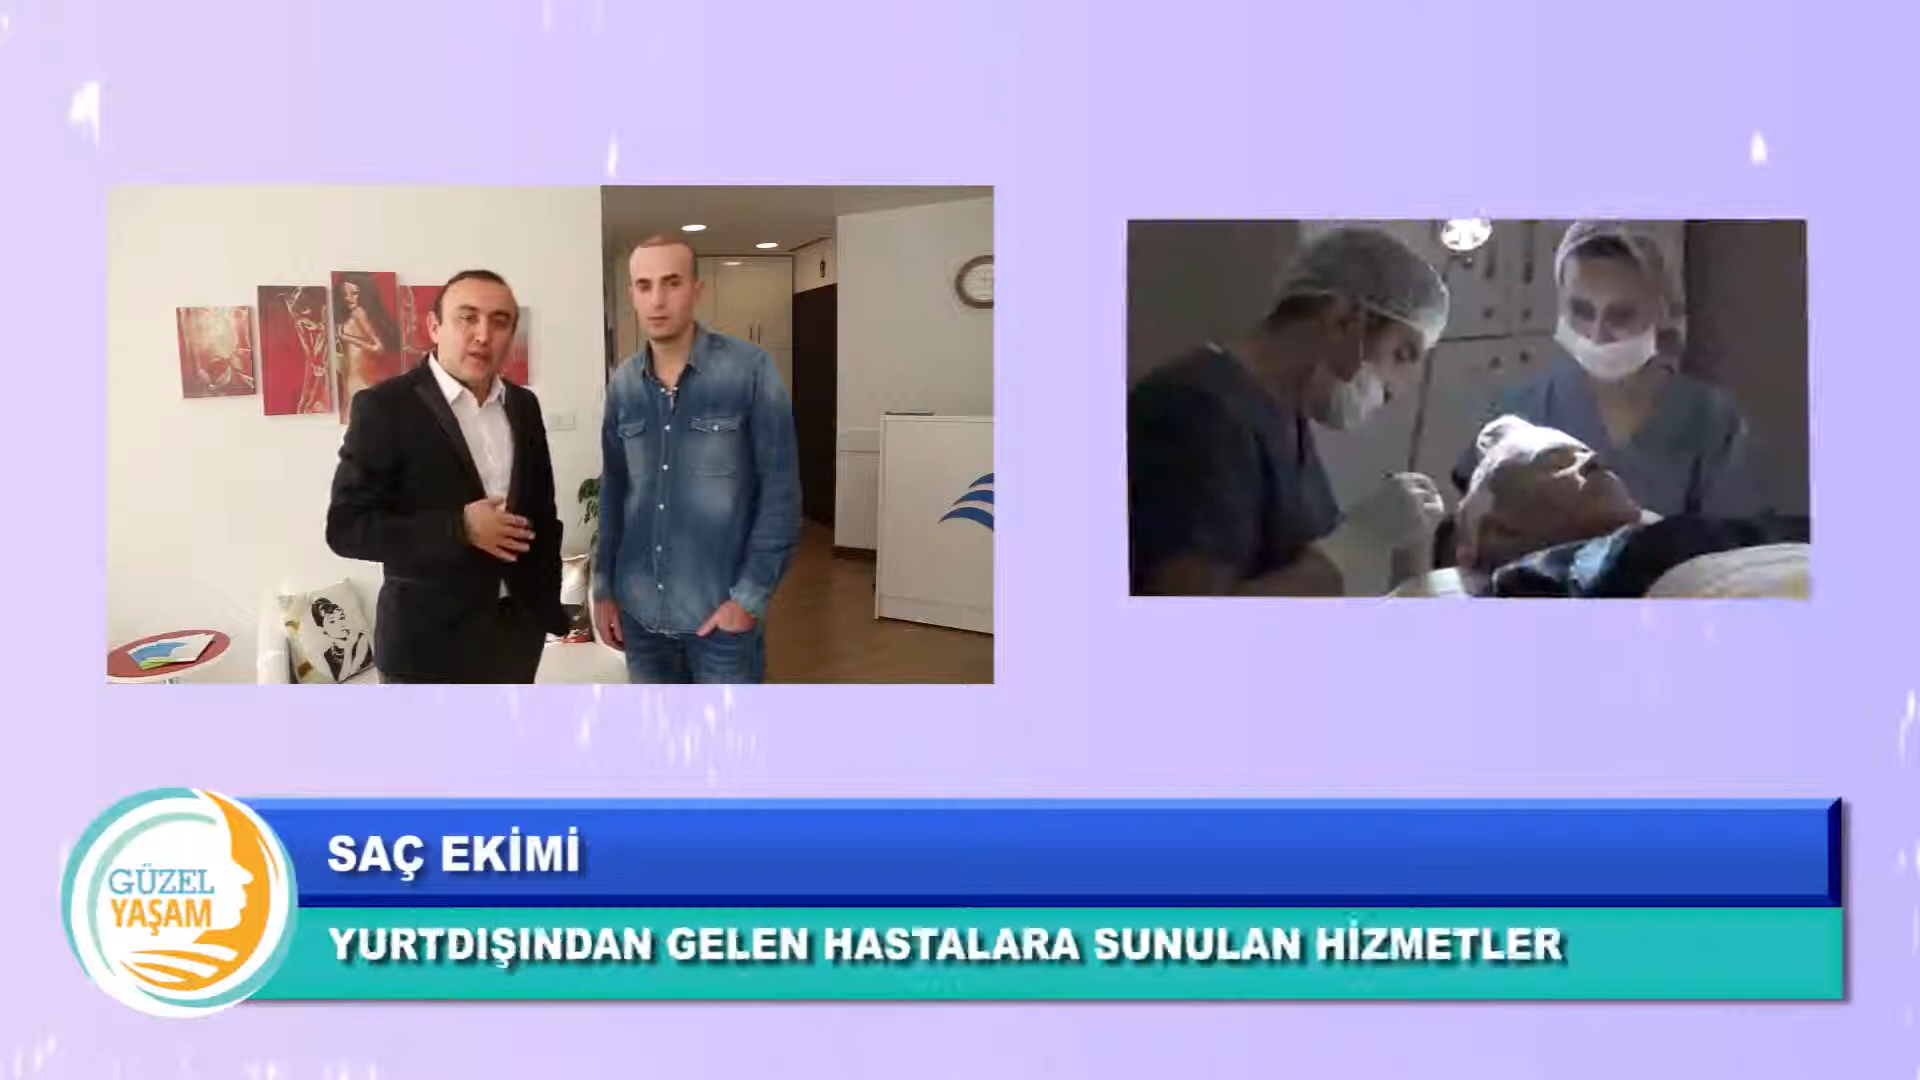 SAÇ EKİMİ
GÜZEL
YAŞAM
YURTDIŞINDAN GELEN HASTALARA SUNULAN HİZMETLER